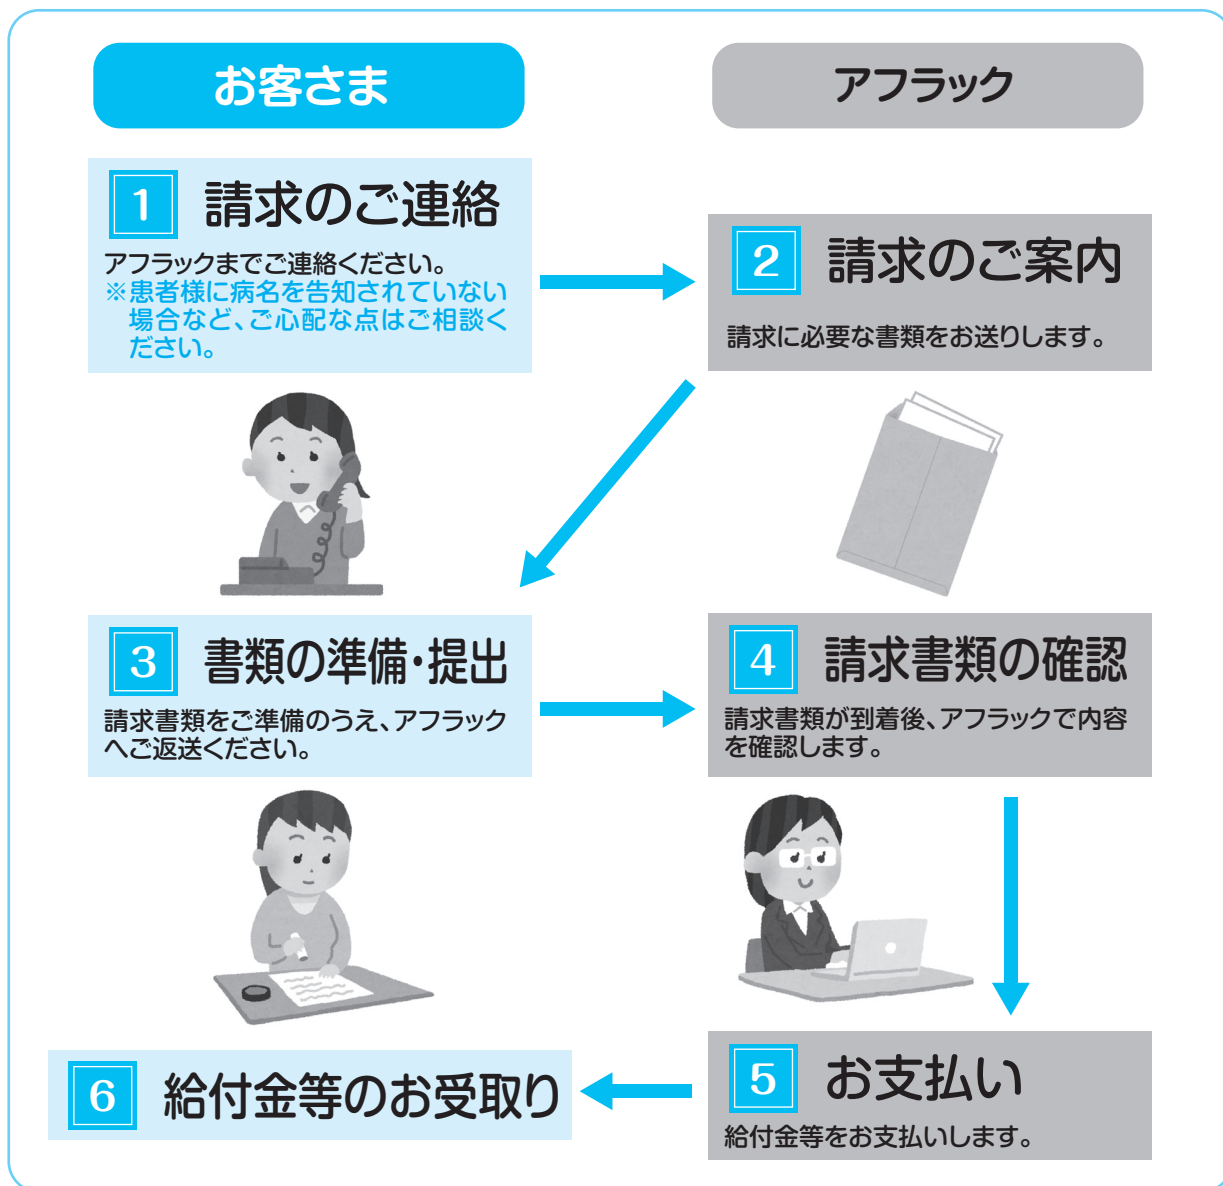 お客さま
アフラック
1 請求のご連絡
アフラックまでご連絡ください。
※患者様に病名を告知されていない
場合など、ご心配な点はご相談く
ださい。
2 請求のご案内
請求に必要な書類をお送りします。
3 書類の準備・提出
請求書類をご準備のうえ、アフラック
へご返送ください。
4 請求書類の確認
請求書類が到着後、アフラックで内容
を確認します。
5 お支払い
給付金等をお支払いします。
6 給付金等のお受取り